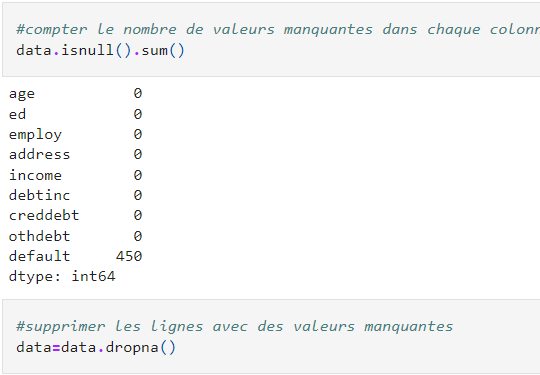 #compter le nombre de valeurs manquantes dans chaque colonn
data.isnull().sum()
age 0
ed 0
employ 0
address 0
income 0
debtinc 0
creddebt 0
othdebt 0
default 450
dtype: int64
#supprimer les lignes avec des valeurs manquantes
data=data.dropna()